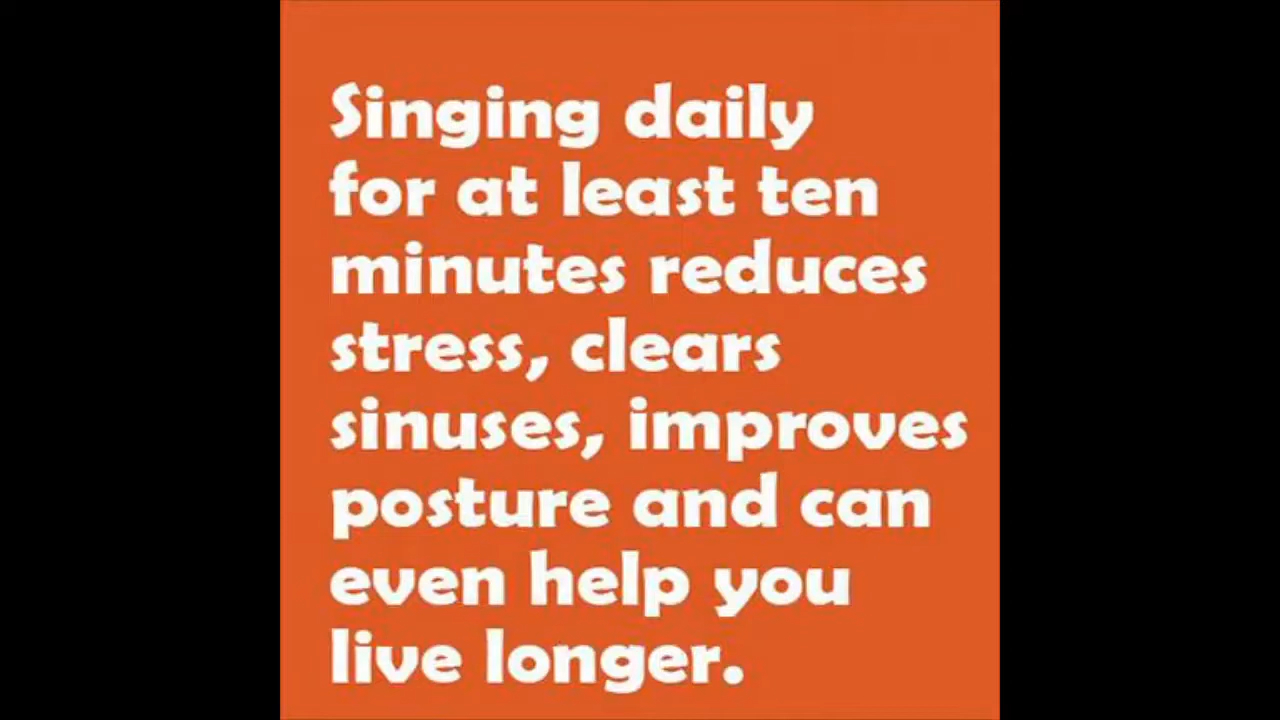 Singing daily
for at least ten
minutes reduces
stress, clears
sinuses, improves
posture and can
even help you
live longer.